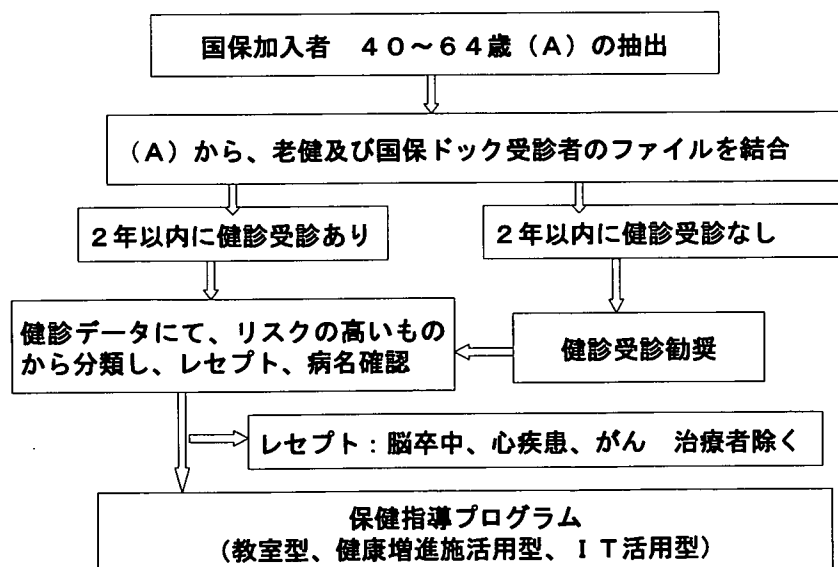 国保加入者　40~64歳(A)の抽出
(A)から、老健及び国保ドック受診者のファイルを結合
2年以内に健診受診あり
2年以内に健診受診なし
健診データにて、リスクの高いもの
から分類し、レセプト、病名確認
健診受診勧奨
レセプト:脳卒中、心疾患、がん　治療者除く
保健指導プログラム
(教室型、健康増進施活用型、IT活用型)